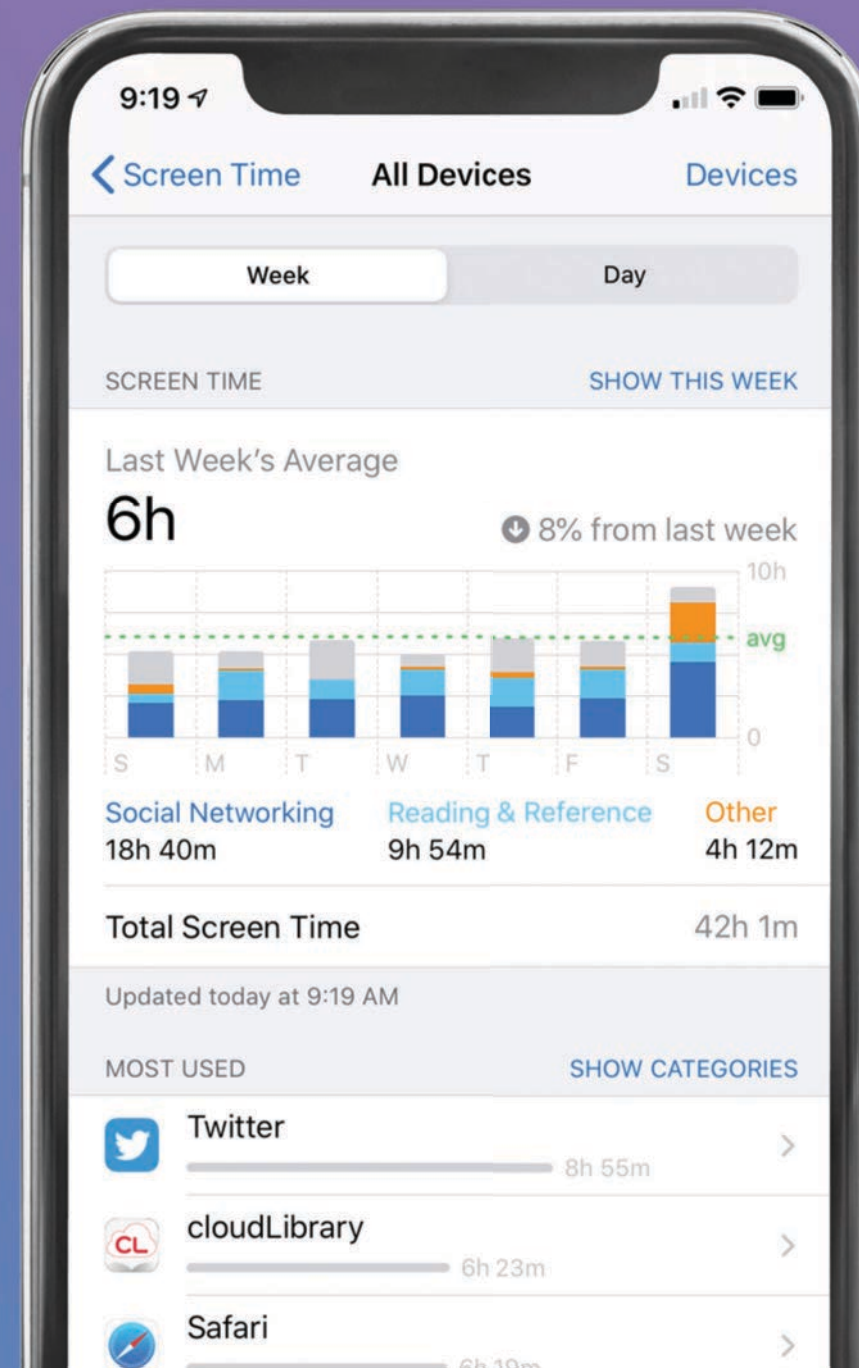 9:19
Screen Time All Devices Devices
Week Day
SCREEN TIME SHOW THIS WEEK
Last Week's Average
6h 8% from last week
10h
avg
0
S M T W T F S
Social Networking Reading & Reference Other
18h 40m 9h 54m 4h 12m
Total Screen Time 42h 1m
Updated today at 9:19 AM
MOST USED SHOW CATEGORIES
Twitter
8h 55m
CL cloudLibrary
6h 23m
Safari
6h 19m